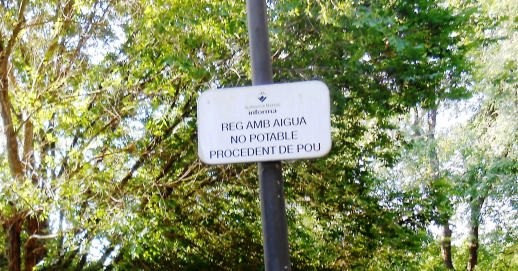 informa
REG AMB AIGUA
NO POTABLE
PROCEDENT DE POU